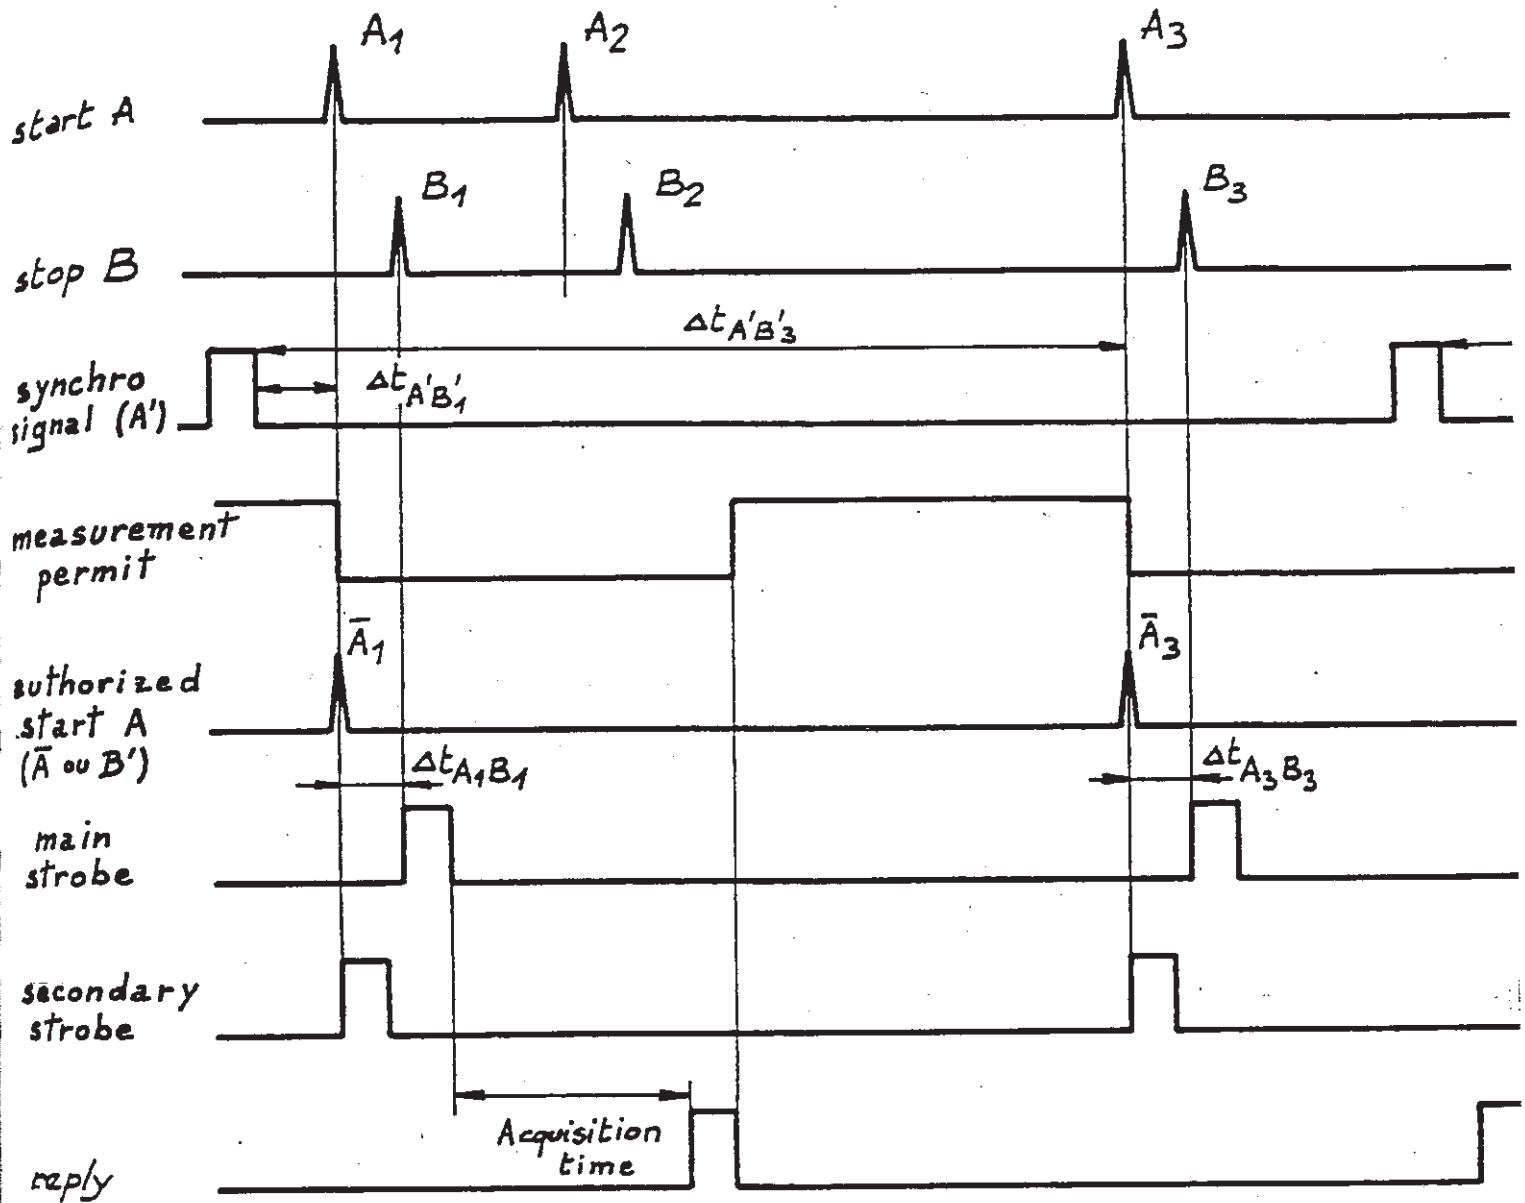 A1
A2
A3
start A
B1
B2
B3
stop B
ΔtA'B'3
synchro
signal (A')
ΔtA'B'1
measurement
permit
Ā1
Ā3
authorized
start A
(Ā ou B')
ΔtA1B1
ΔtA3B3
main
strobe
secondary
strobe
Acquisition
time
reply